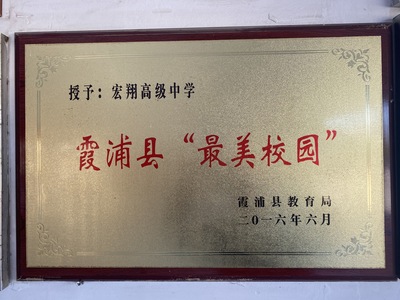 授予：宏翔高级中学
霞浦县“最美校园”
霞浦县教育局
二○一六年六月